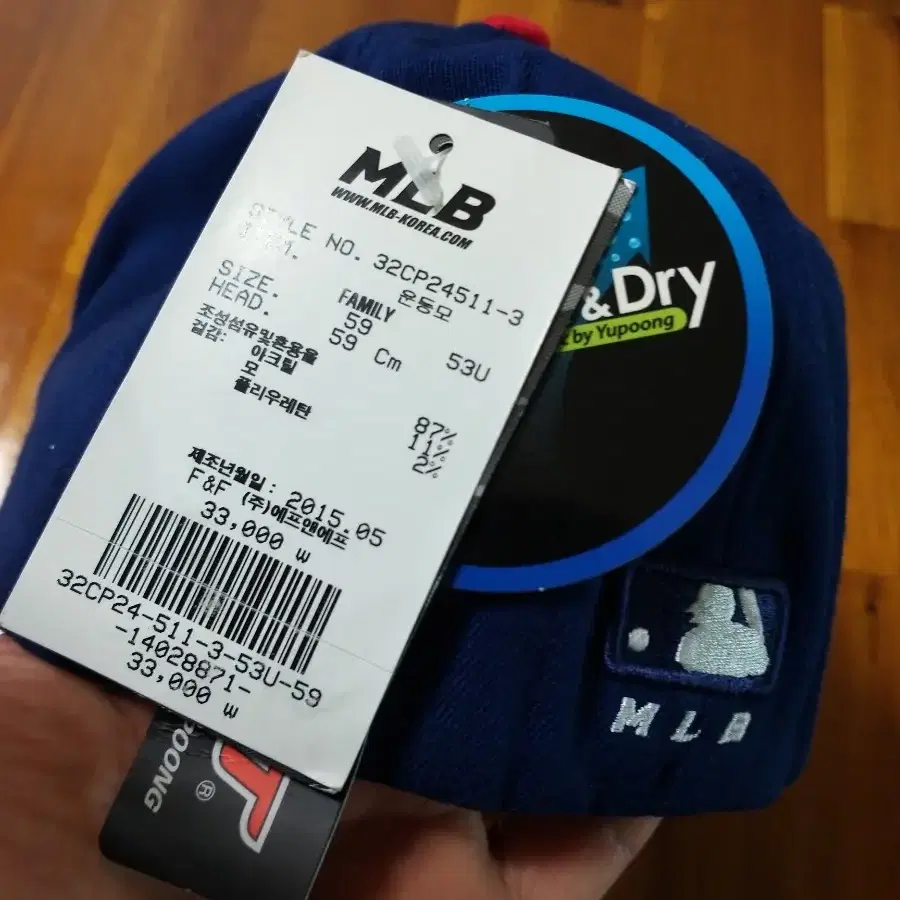 MLB
WWW.MLB-KOREA.COM
STYLE NO. 32CP24511-3
운동모
SIZE. FAMILY
HEAD. 59
59 Cm 53U
조성섬유및혼용율
겉감:
아크릴 87%
모 11%
폴리우레탄 2%
제조년월일: 2015.05
F&F (주)에프앤에프
33,000 ₩
32CP24-511-3-53U-59
-14028871-
33,000 ₩
& Dry
by Yupoong
MLB
POONG
®